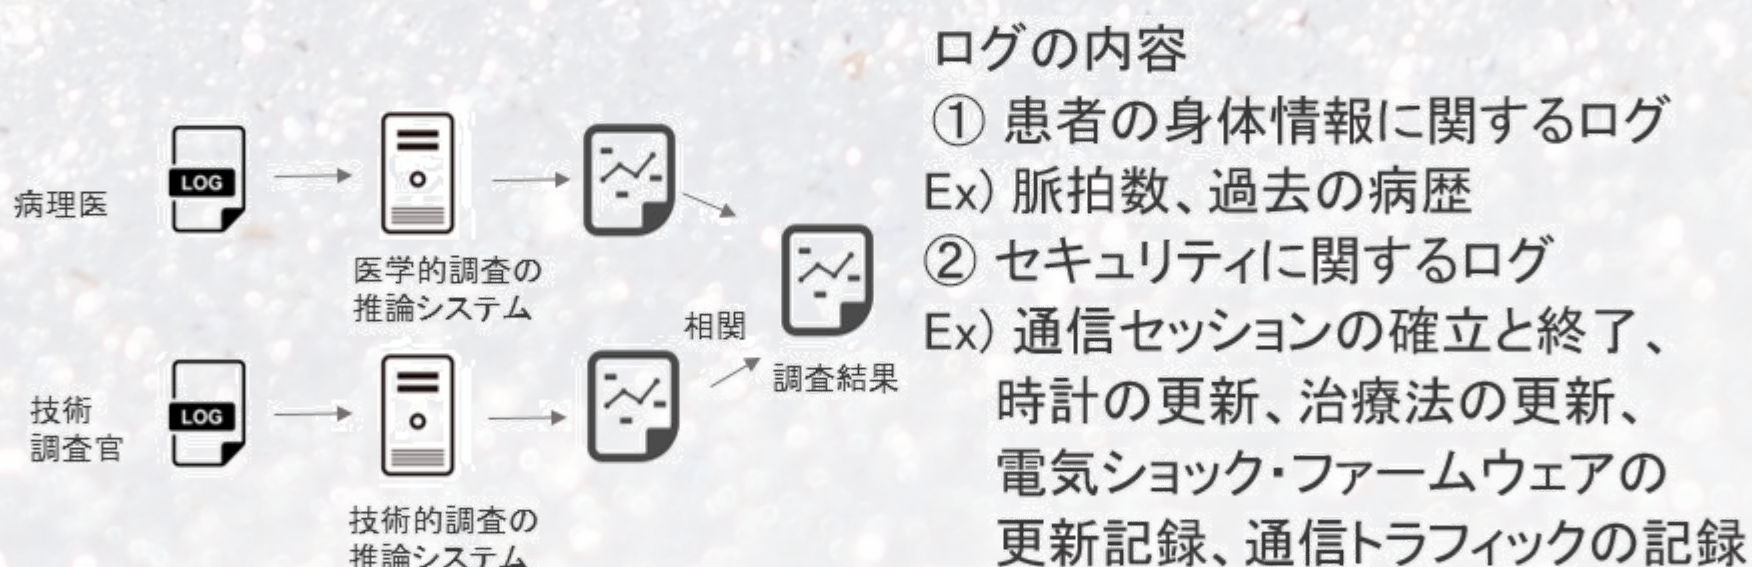 病理医
LOG
医学的調査の
推論システム
技術
調査官
LOG
技術的調査の
推論システム
相関
調査結果
ログの内容
① 患者の身体情報に関するログ
Ex) 脈拍数、過去の病歴
② セキュリティに関するログ
Ex) 通信セッションの確立と終了、
時計の更新、治療法の更新、
電気ショック・ファームウェアの
更新記録、通信トラフィックの記録